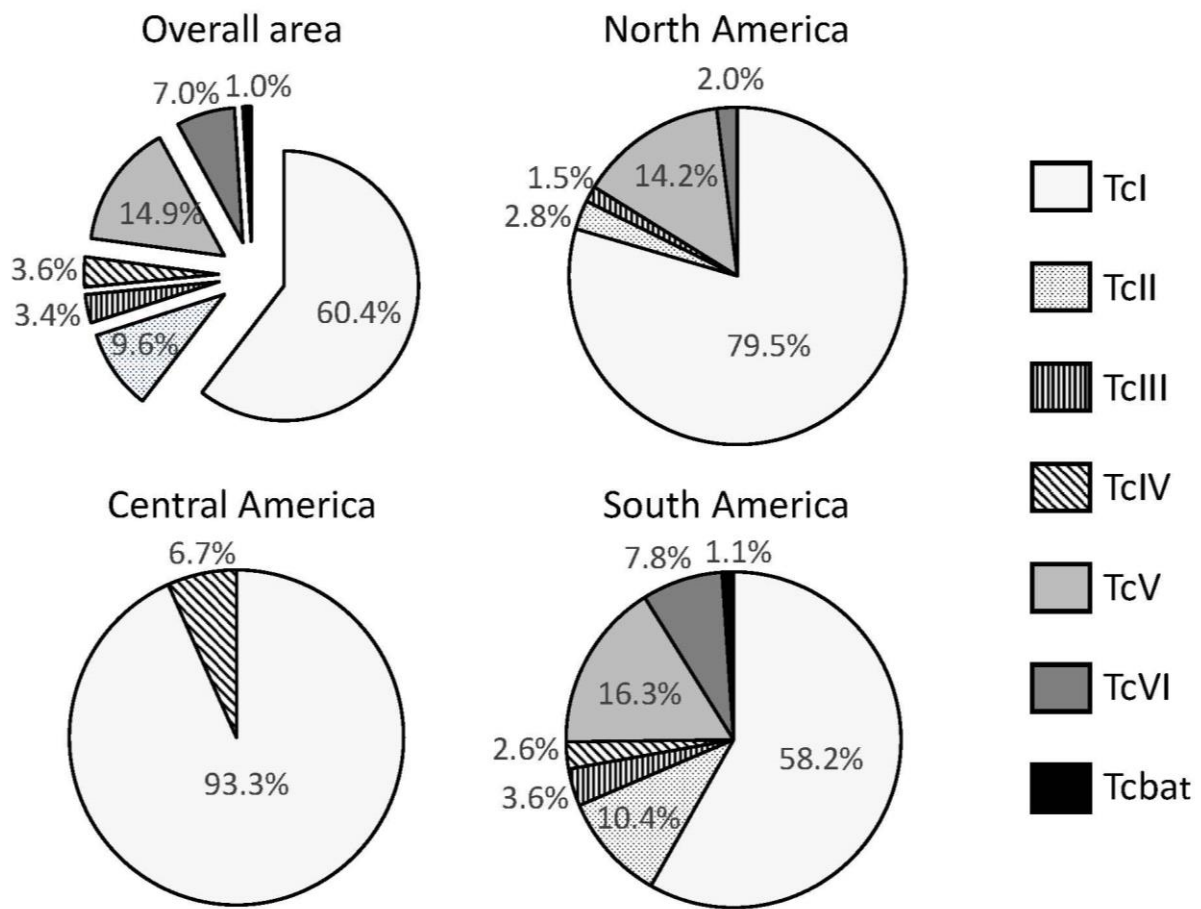 Overall area
7.0%
1.0%
14.9%
3.6%
3.4%
9.6%
60.4%
North America
2.0%
1.5%
14.2%
2.8%
79.5%
Central America
6.7%
93.3%
South America
7.8%
1.1%
16.3%
2.6%
3.6%
10.4%
58.2%
TcI
TcII
TcIII
TcIV
TcV
TcVI
Tcbat